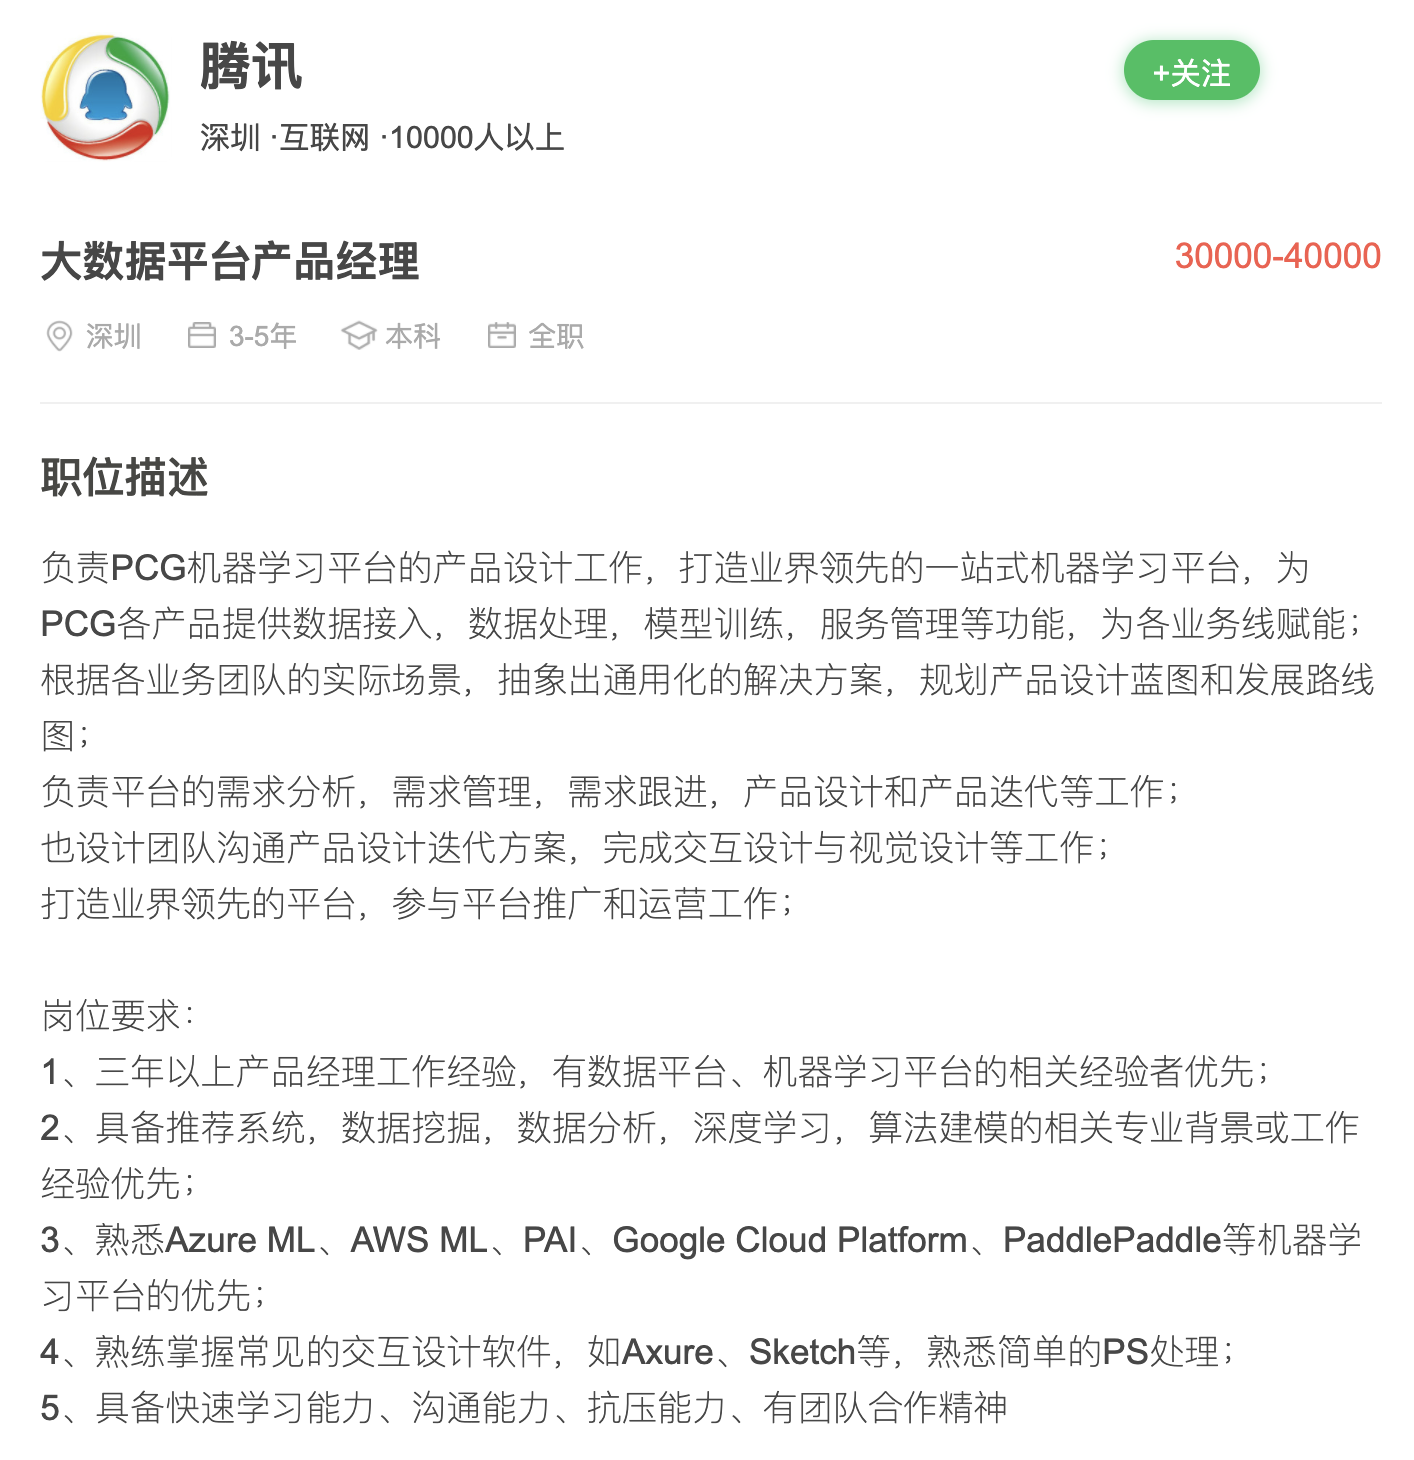 腾讯
+关注
深圳 ·互联网 ·10000人以上
大数据平台产品经理
30000-40000
深圳 3-5年 本科 全职
职位描述
负责PCG机器学习平台的产品设计工作，打造业界领先的一站式机器学习平台，为
PCG各产品提供数据接入，数据处理，模型训练，服务管理等功能，为各业务线赋能；
根据各业务团队的实际场景，抽象出通用化的解决方案，规划产品设计蓝图和发展路线
图；
负责平台的需求分析，需求管理，需求跟进，产品设计和产品迭代等工作；
也设计团队沟通产品设计迭代方案，完成交互设计与视觉设计等工作；
打造业界领先的平台，参与平台推广和运营工作；
岗位要求：
1、三年以上产品经理工作经验，有数据平台、机器学习平台的相关经验者优先；
2、具备推荐系统，数据挖掘，数据分析，深度学习，算法建模的相关专业背景或工作
经验优先；
3、熟悉Azure ML、AWS ML、PAI、Google Cloud Platform、PaddlePaddle等机器学
习平台的优先；
4、熟练掌握常见的交互设计软件，如Axure、Sketch等，熟悉简单的PS处理；
5、具备快速学习能力、沟通能力、抗压能力、有团队合作精神